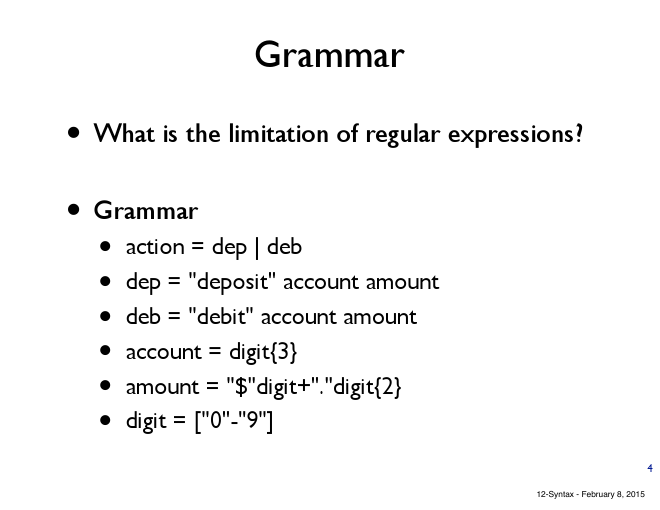 Grammar
• What is the limitation of regular expressions?
• Grammar
• action = dep | deb
• dep = "deposit" account amount
• deb = "debit" account amount
• account = digit{3}
• amount = "$"digit+"."digit{2}
• digit = ["0"-"9"]
4
12-Syntax - February 8, 2015